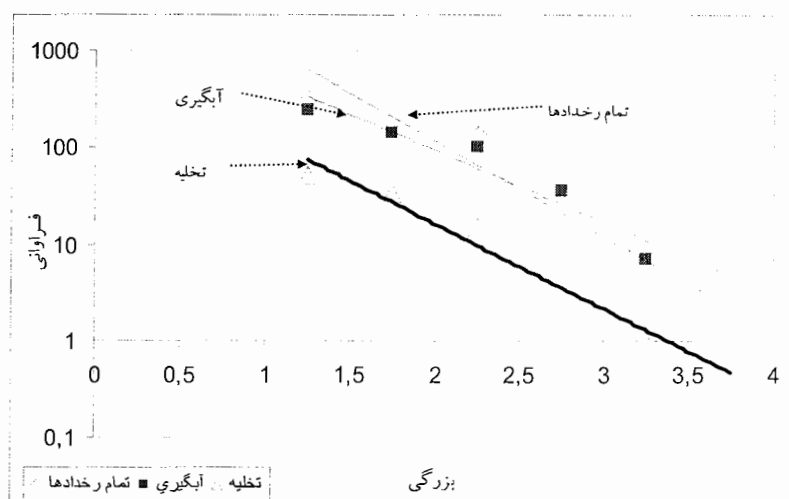 1000
100
10
1
0,1
0
0,5
1
1,5
2
2,5
3
3,5
4
فراوانی
بزرگی
آبگیری
تمام رخدادها
تخلیه
تمام رخدادها آبگيري تخلیه